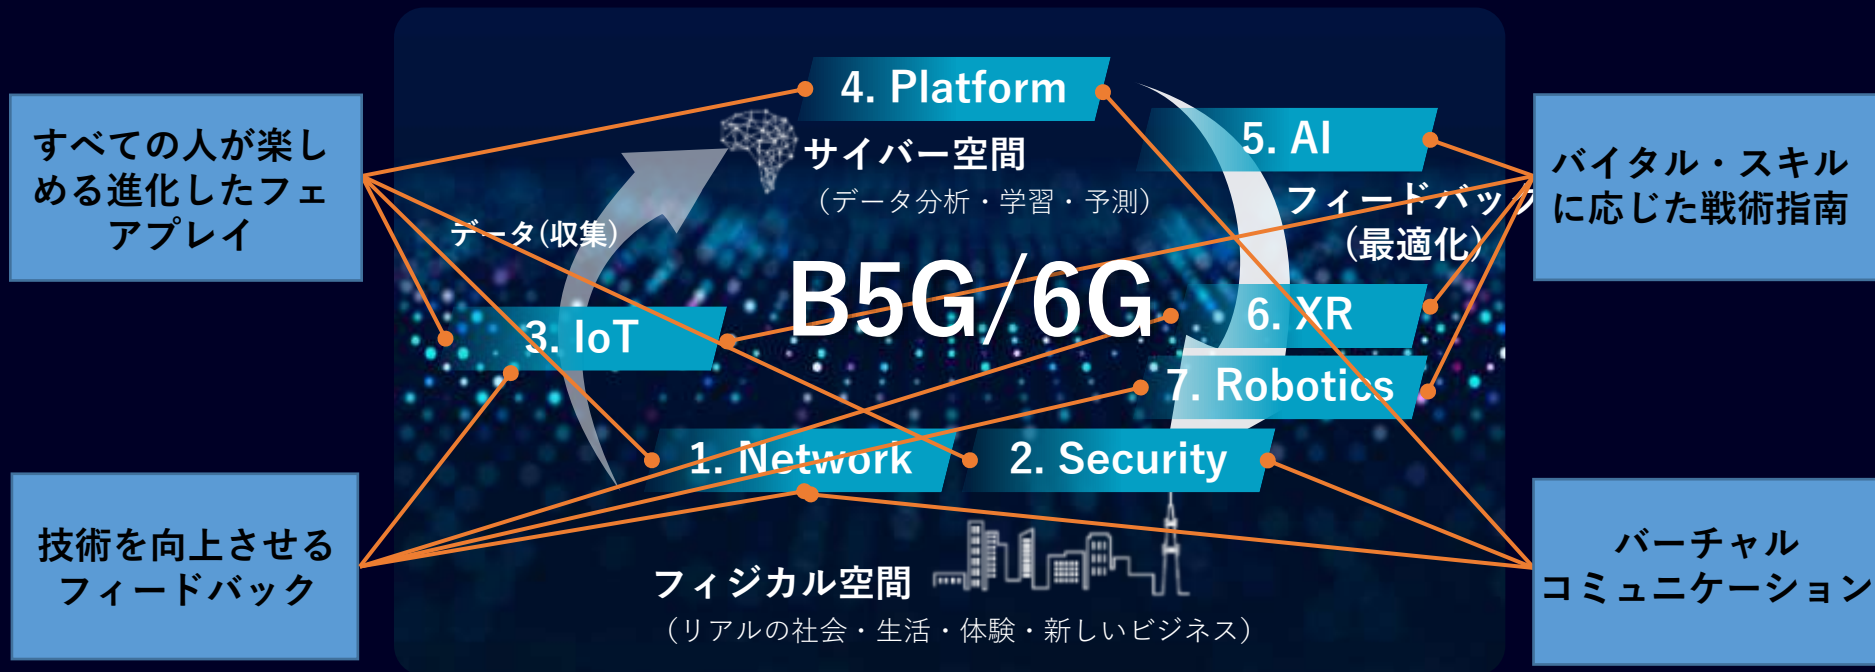 すべての人が楽し
める進化したフェ
アプレイ
技術を向上させる
フィードバック
4. Platform
サイバー空間
（データ分析・学習・予測）
データ(収集)
5. AI
フィードバック
(最適化)
B5G/6G
3. IoT
6. XR
7. Robotics
1. Network
2. Security
フィジカル空間
（リアルの社会・生活・体験・新しいビジネス）
バイタル・スキル
に応じた戦術指南
バーチャル
コミュニケーション